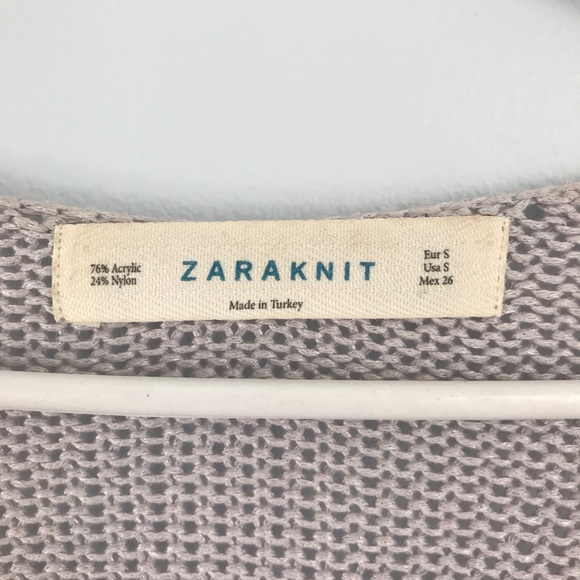 76% Acrylic
24% Nylon
ZARAKNIT
Made in Turkey
Eur S
Usa S
Mex 26